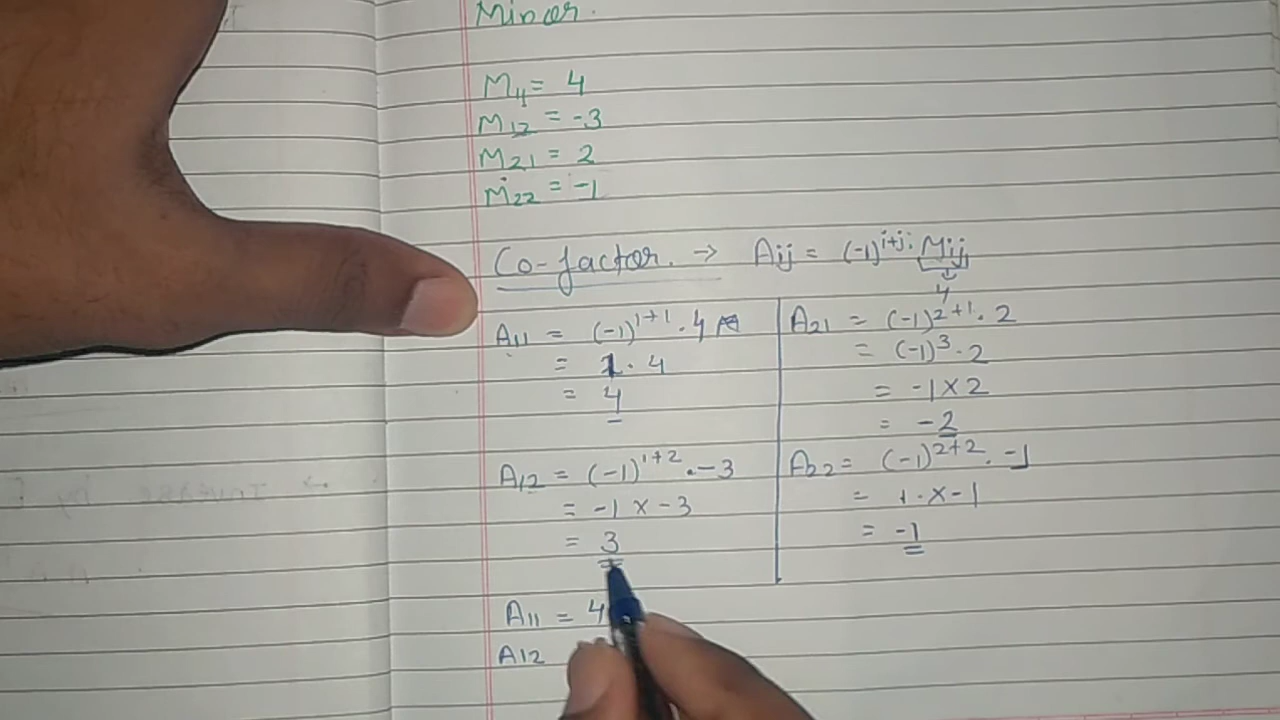 Minor.
M11 = 4
M12 = -3
M21 = 2
M22 = -1
Co-factor. → Aij = (-1)^i+j. Mij
4
A11 = (-1)^1+1 . 4
= 1 . 4
= 4
A12 = (-1)^1+2 . -3
= -1 x -3
= 3
A21 = (-1)^2+1 . 2
= (-1)^3 . 2
= -1 x 2
= -2
A22 = (-1)^2+2 . -1
= 1 . x -1
= -1
A11 = 4
A12